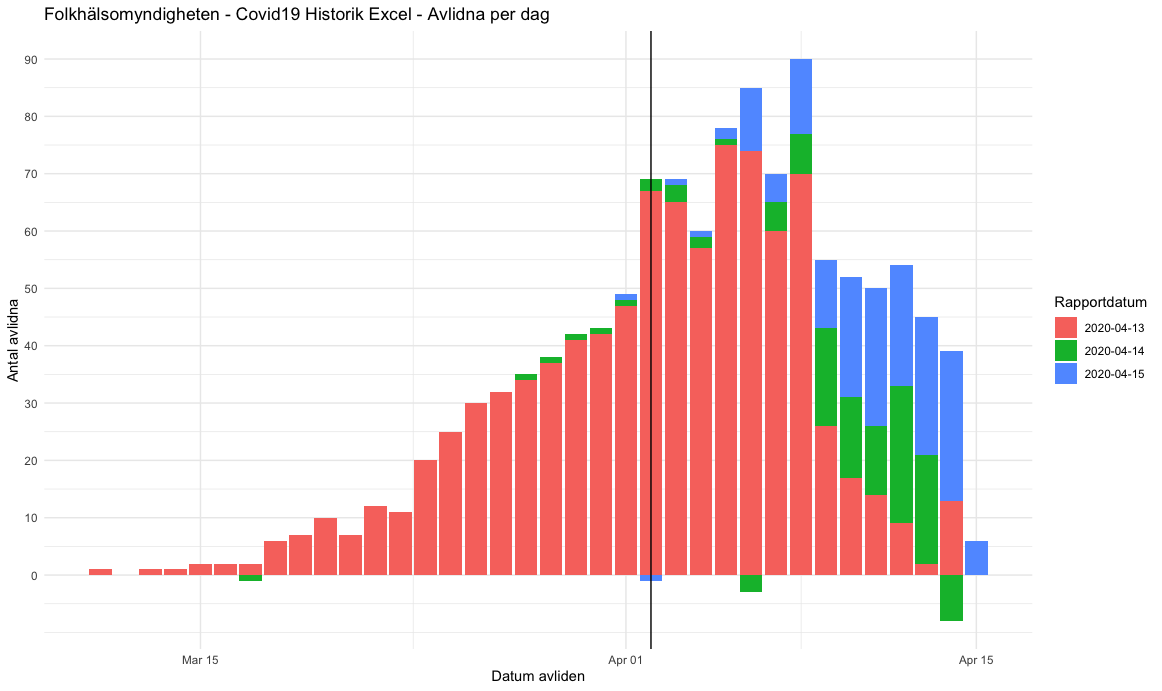 Folkhälsomyndigheten - Covid19 Historik Excel - Avlidna per dag
Antal avlidna
90
80
70
60
50
40
30
20
10
0
Mar 15
Apr 01
Apr 15
Datum avliden
Rapportdatum
2020-04-13
2020-04-14
2020-04-15